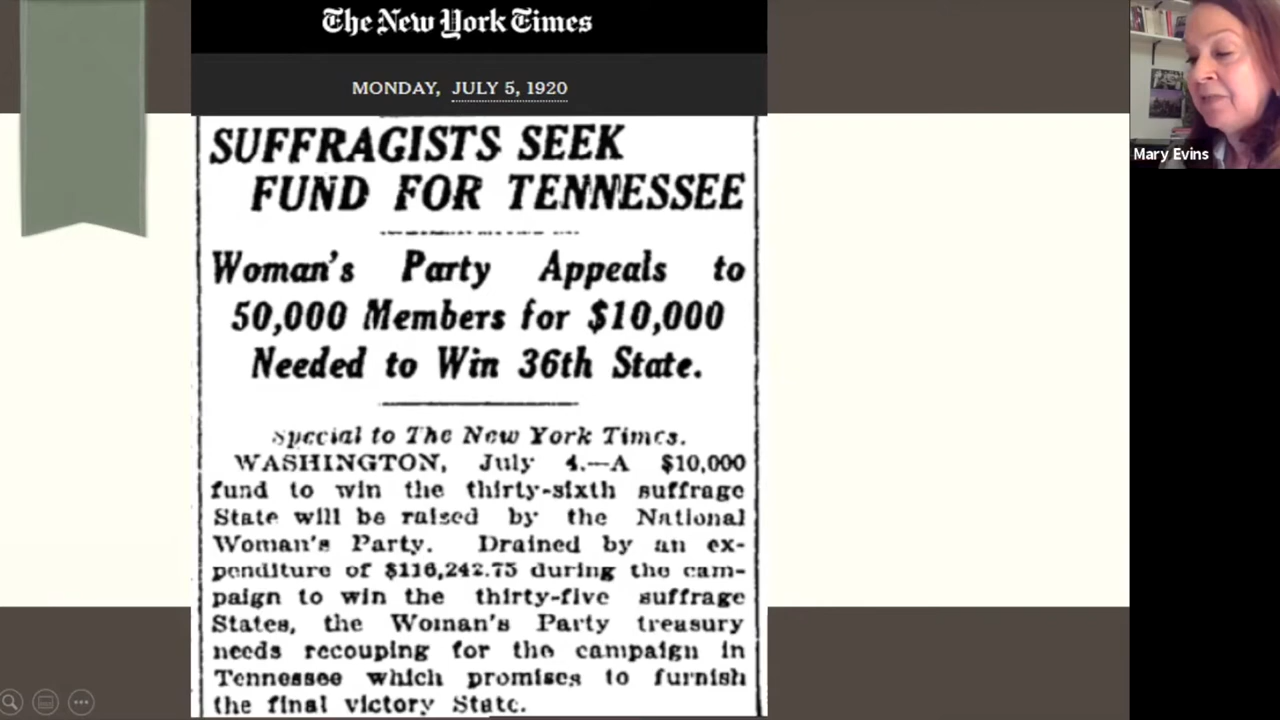 The New York Times
MONDAY, JULY 5, 1920
SUFFRAGISTS SEEK
FUND FOR TENNESSEE
Woman's Party Appeals to
50,000 Members for $10,000
Needed to Win 36th State.
Special to The New York Times.
WASHINGTON, July 4.—A $10,000
fund to win the thirty-sixth suffrage
State will be raised by the National
Woman's Party. Drained by an ex-
penditure of $116,242.75 during the cam-
paign to win the thirty-five suffrage
States, the Woman's Party treasury
needs recouping for the campaign in
Tennessee which promises to furnish
the final victory State.
Mary Evins